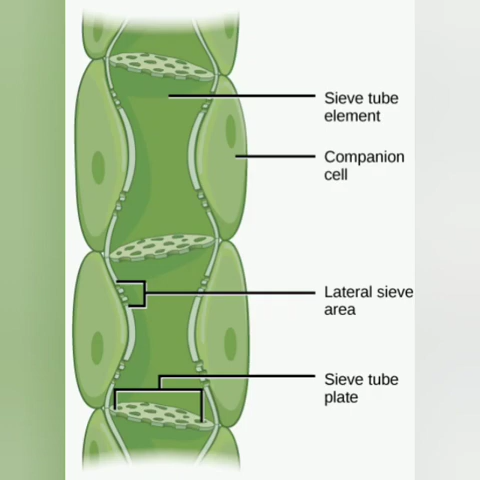 Sieve tube
element
Companion
cell
Lateral sieve
area
Sieve tube
plate